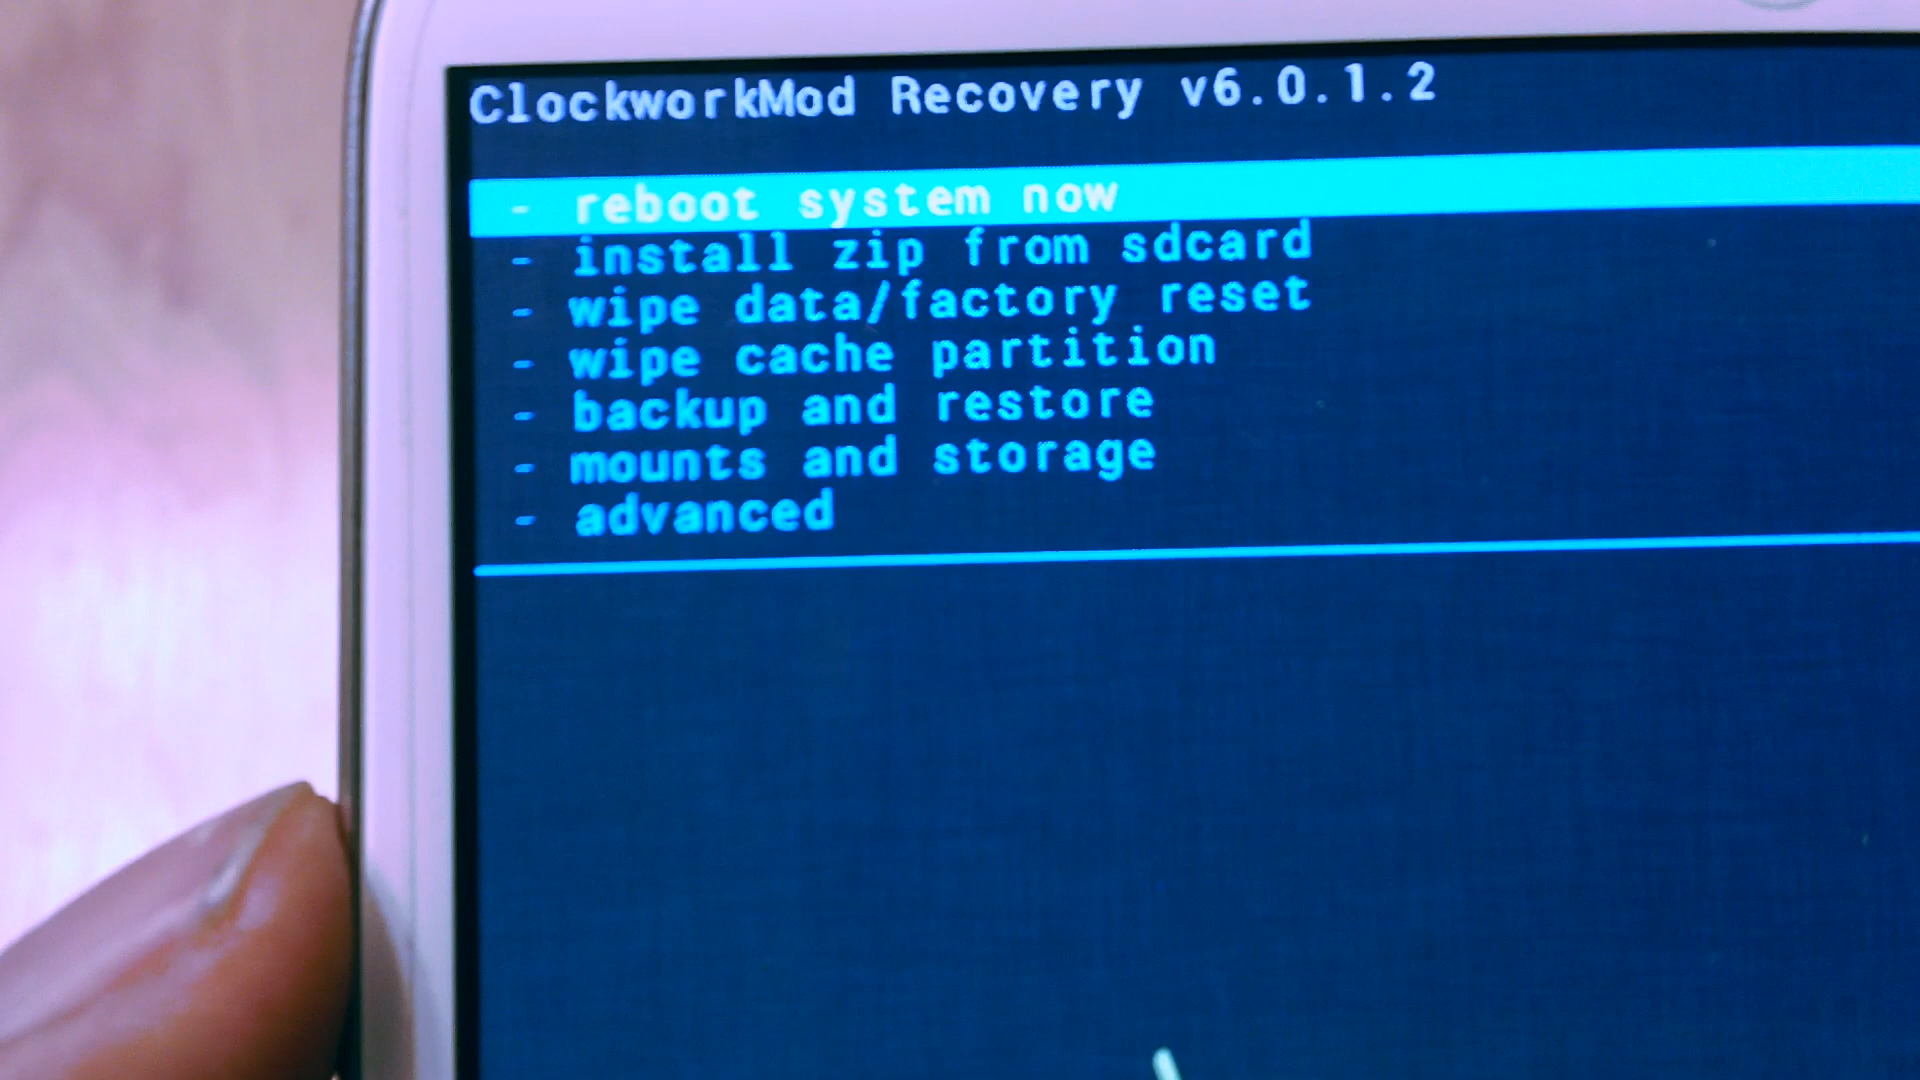 ClockworkMod Recovery v6.0.1.2
- reboot system now
- install zip from sdcard
- wipe data/factory reset
- wipe cache partition
- backup and restore
- mounts and storage
- advanced